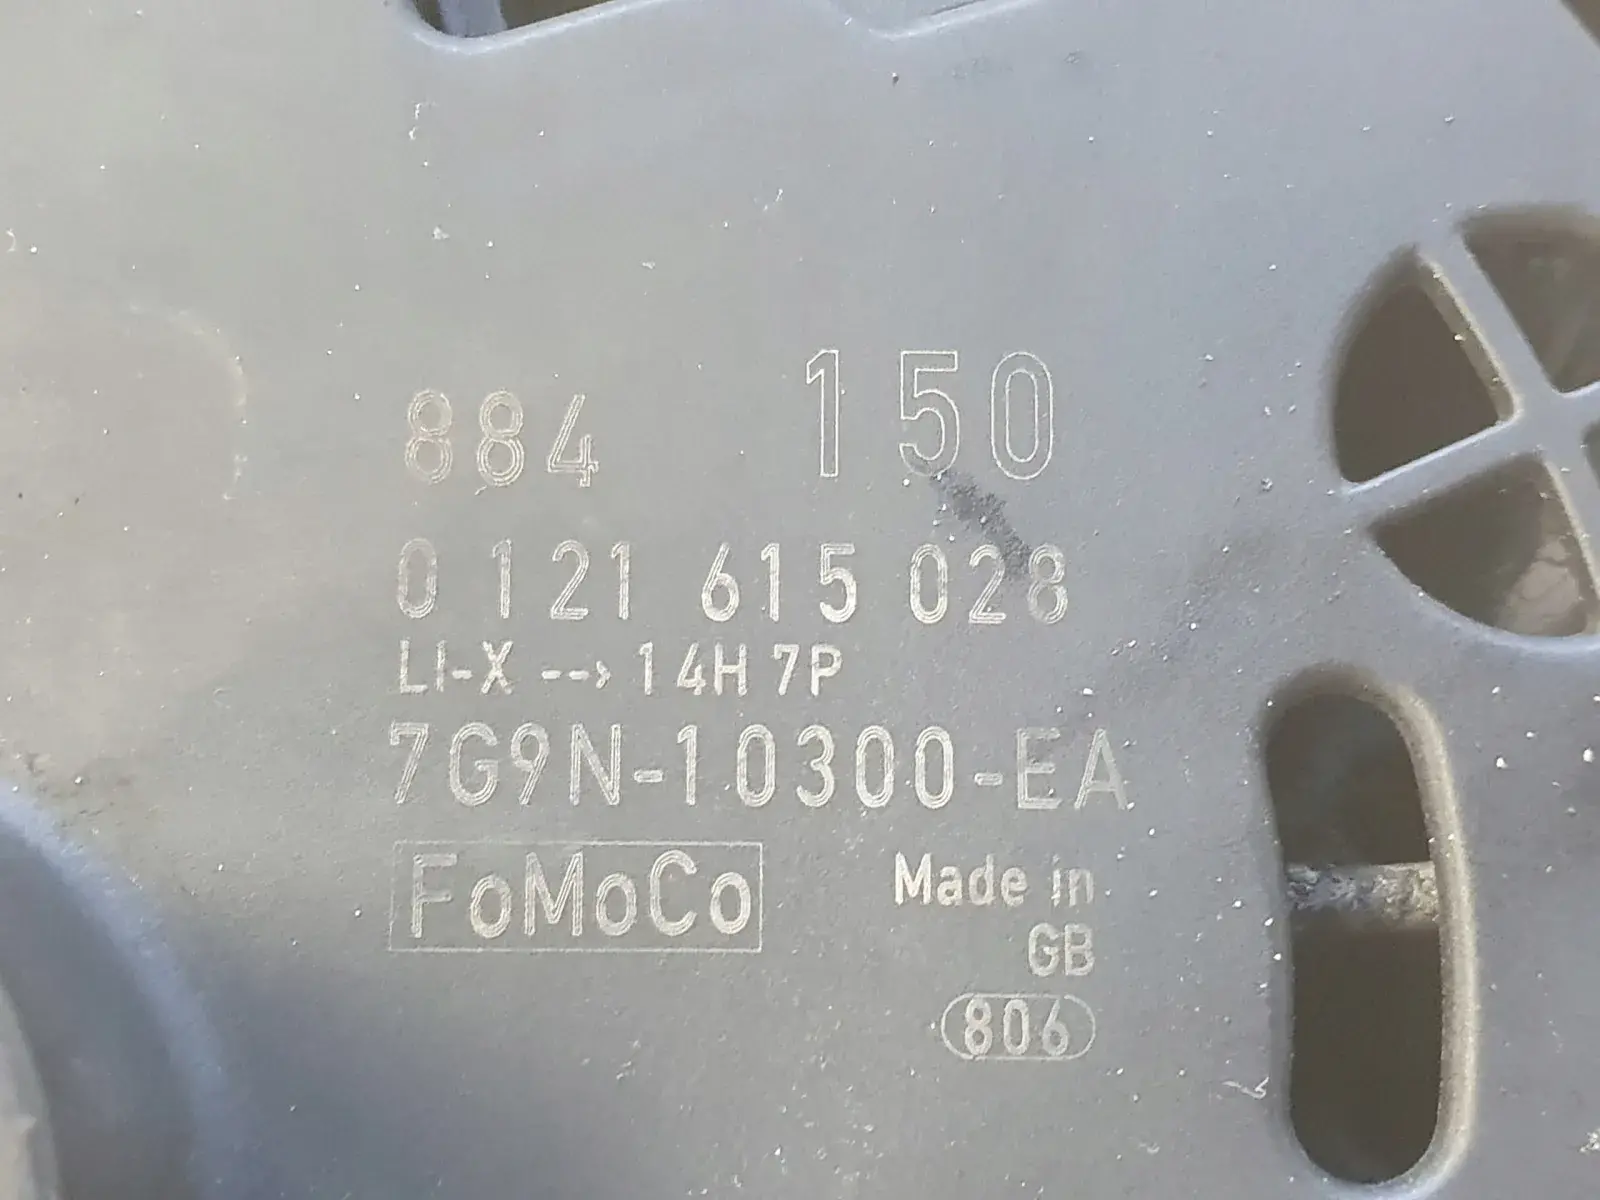 884 150
0 121 615 028
LI-X --> 14H 7P
7G9N-10300-EA
FoMoCo
Made in
GB
806